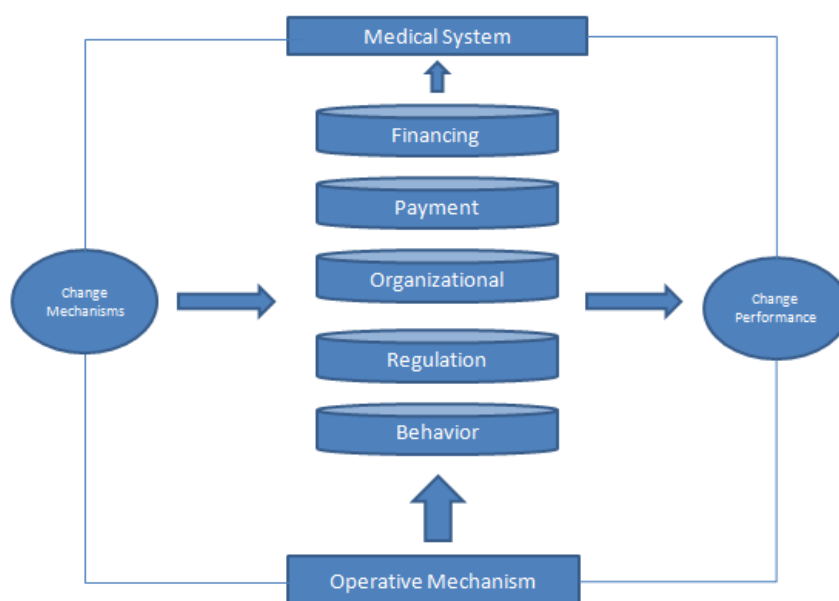 Medical System
Financing
Payment
Organizational
Change
Mechanisms
Change
Performance
Regulation
Behavior
Operative Mechanism